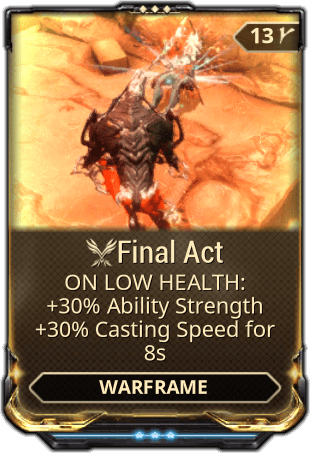 13
Final Act
ON LOW HEALTH:
+30% Ability Strength
+30% Casting Speed for
8s
WARFRAME